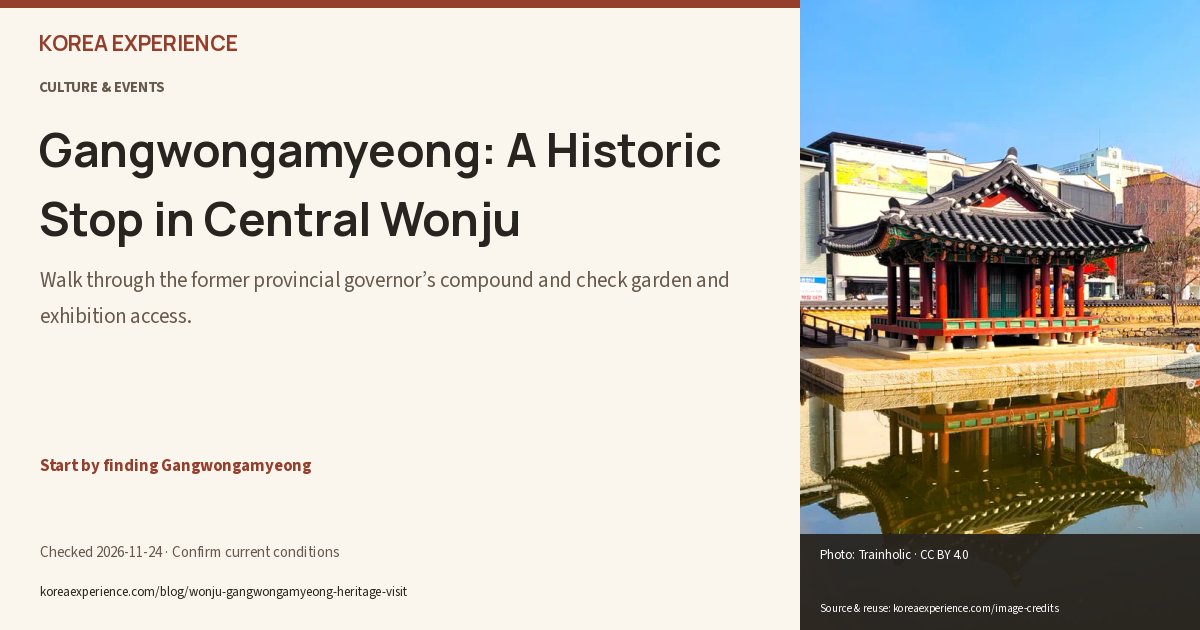 KOREA EXPERIENCE
CULTURE & EVENTS
Gangwongamyeong: A Historic
Stop in Central Wonju
Walk through the former provincial governor’s compound and check garden and
exhibition access.
Start by finding Gangwongamyeong
Checked 2026-11-24 · Confirm current conditions
koreaexperience.com/blog/wonju-gangwongamyeong-heritage-visit
Photo: Trainholic · CC BY 4.0
Source & reuse: koreaexperience.com/image-credits